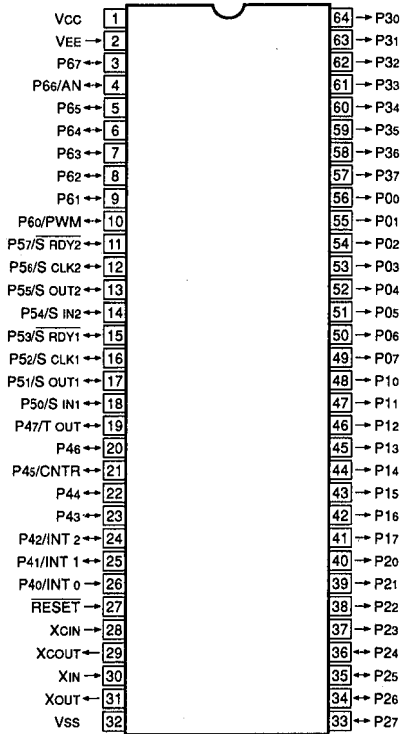 VCC 1 64 → P30
VEE → 2 63 → P31
P67 ↔ 3 62 → P32
P66/AN ↔ 4 61 → P33
P65 ↔ 5 60 → P34
P64 ↔ 6 59 → P35
P63 ↔ 7 58 → P36
P62 ↔ 8 57 → P37
P61 ↔ 9 56 → P00
P60/PWM ↔ 10 55 → P01
P57/S RDY2 ↔ 11 54 → P02
P56/S CLK2 ↔ 12 53 → P03
P55/S OUT2 ↔ 13 52 → P04
P54/S IN2 ↔ 14 51 → P05
P53/S RDY1 ↔ 15 50 → P06
P52/S CLK1 ↔ 16 49 → P07
P51/S OUT1 ↔ 17 48 → P10
P50/S IN1 ↔ 18 47 → P11
P47/T OUT ↔ 19 46 → P12
P46 ↔ 20 45 → P13
P45/CNTR ↔ 21 44 → P14
P44 ↔ 22 43 → P15
P43 ↔ 23 42 → P16
P42/INT 2 ↔ 24 41 → P17
P41/INT 1 ↔ 25 40 → P20
P40/INT 0 ↔ 26 39 → P21
RESET → 27 38 → P22
XCIN → 28 37 → P23
XCOUT ← 29 36 ↔ P24
XIN → 30 35 ↔ P25
XOUT ← 31 34 ↔ P26
VSS 32 33 ↔ P27